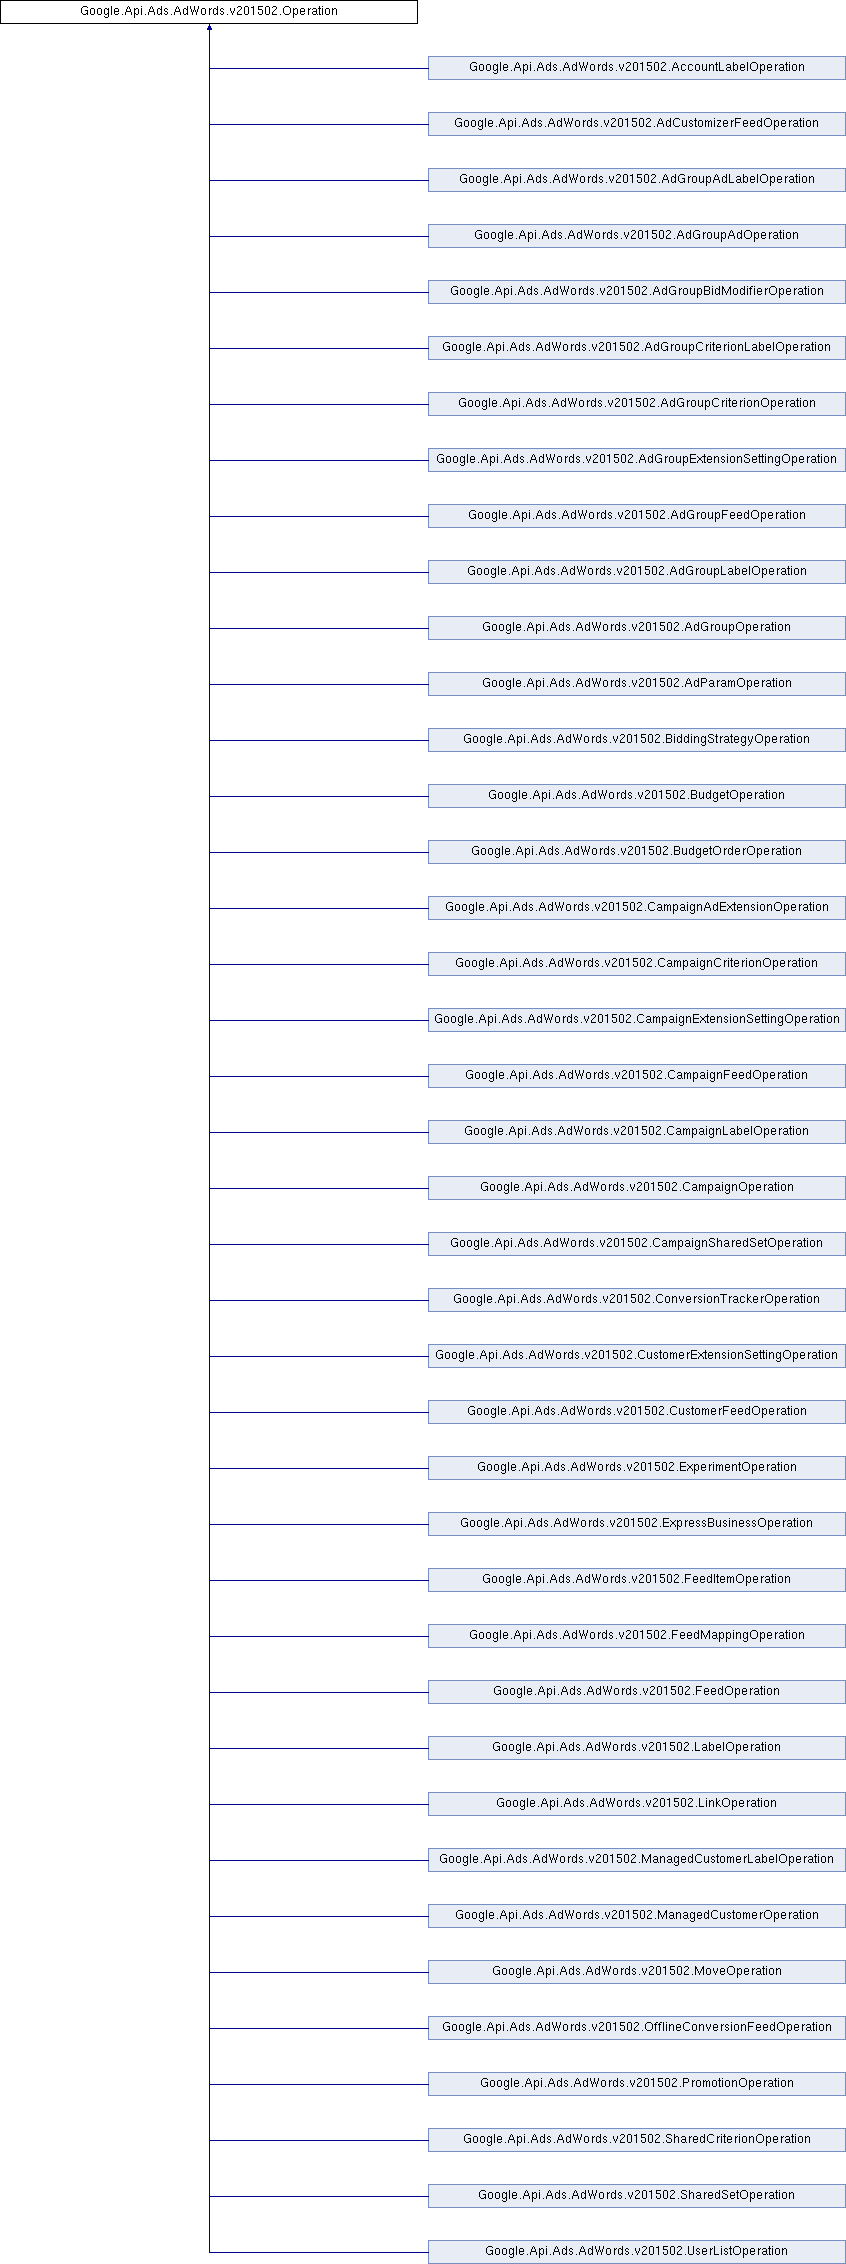 Google.Api.Ads.AdWords.v201502.Operation
Google.Api.Ads.AdWords.v201502.AccountLabelOperation
Google.Api.Ads.AdWords.v201502.AdCustomizerFeedOperation
Google.Api.Ads.AdWords.v201502.AdGroupAdLabelOperation
Google.Api.Ads.AdWords.v201502.AdGroupAdOperation
Google.Api.Ads.AdWords.v201502.AdGroupBidModifierOperation
Google.Api.Ads.AdWords.v201502.AdGroupCriterionLabelOperation
Google.Api.Ads.AdWords.v201502.AdGroupCriterionOperation
Google.Api.Ads.AdWords.v201502.AdGroupExtensionSettingOperation
Google.Api.Ads.AdWords.v201502.AdGroupFeedOperation
Google.Api.Ads.AdWords.v201502.AdGroupLabelOperation
Google.Api.Ads.AdWords.v201502.AdGroupOperation
Google.Api.Ads.AdWords.v201502.AdParamOperation
Google.Api.Ads.AdWords.v201502.BiddingStrategyOperation
Google.Api.Ads.AdWords.v201502.BudgetOperation
Google.Api.Ads.AdWords.v201502.BudgetOrderOperation
Google.Api.Ads.AdWords.v201502.CampaignAdExtensionOperation
Google.Api.Ads.AdWords.v201502.CampaignCriterionOperation
Google.Api.Ads.AdWords.v201502.CampaignExtensionSettingOperation
Google.Api.Ads.AdWords.v201502.CampaignFeedOperation
Google.Api.Ads.AdWords.v201502.CampaignLabelOperation
Google.Api.Ads.AdWords.v201502.CampaignOperation
Google.Api.Ads.AdWords.v201502.CampaignSharedSetOperation
Google.Api.Ads.AdWords.v201502.ConversionTrackerOperation
Google.Api.Ads.AdWords.v201502.CustomerExtensionSettingOperation
Google.Api.Ads.AdWords.v201502.CustomerFeedOperation
Google.Api.Ads.AdWords.v201502.ExperimentOperation
Google.Api.Ads.AdWords.v201502.ExpressBusinessOperation
Google.Api.Ads.AdWords.v201502.FeedItemOperation
Google.Api.Ads.AdWords.v201502.FeedMappingOperation
Google.Api.Ads.AdWords.v201502.FeedOperation
Google.Api.Ads.AdWords.v201502.LabelOperation
Google.Api.Ads.AdWords.v201502.LinkOperation
Google.Api.Ads.AdWords.v201502.ManagedCustomerLabelOperation
Google.Api.Ads.AdWords.v201502.ManagedCustomerOperation
Google.Api.Ads.AdWords.v201502.MoveOperation
Google.Api.Ads.AdWords.v201502.OfflineConversionFeedOperation
Google.Api.Ads.AdWords.v201502.PromotionOperation
Google.Api.Ads.AdWords.v201502.SharedCriterionOperation
Google.Api.Ads.AdWords.v201502.SharedSetOperation
Google.Api.Ads.AdWords.v201502.UserListOperation